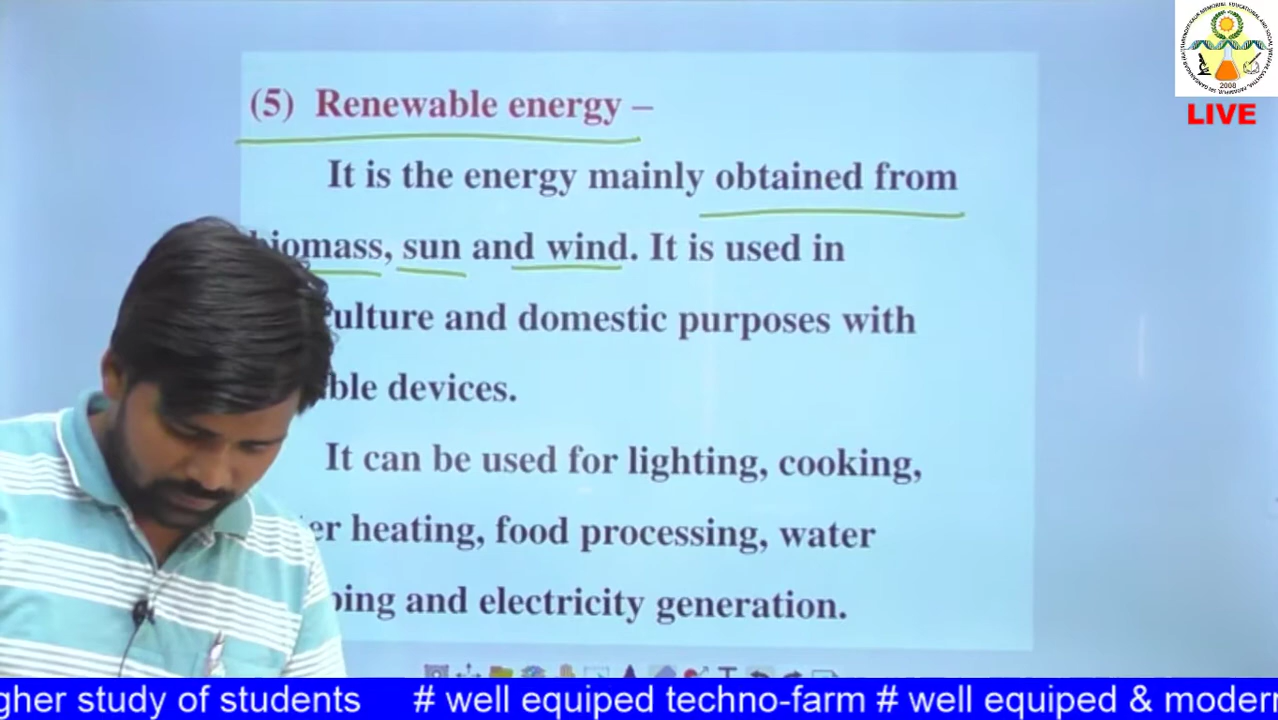 (5) Renewable energy –
It is the energy mainly obtained from
biomass, sun and wind. It is used in
ulture and domestic purposes with
ble devices.
It can be used for lighting, cooking,
er heating, food processing, water
ping and electricity generation.
2008
LIVE
gher study of students # well equiped techno-farm # well equiped & modern